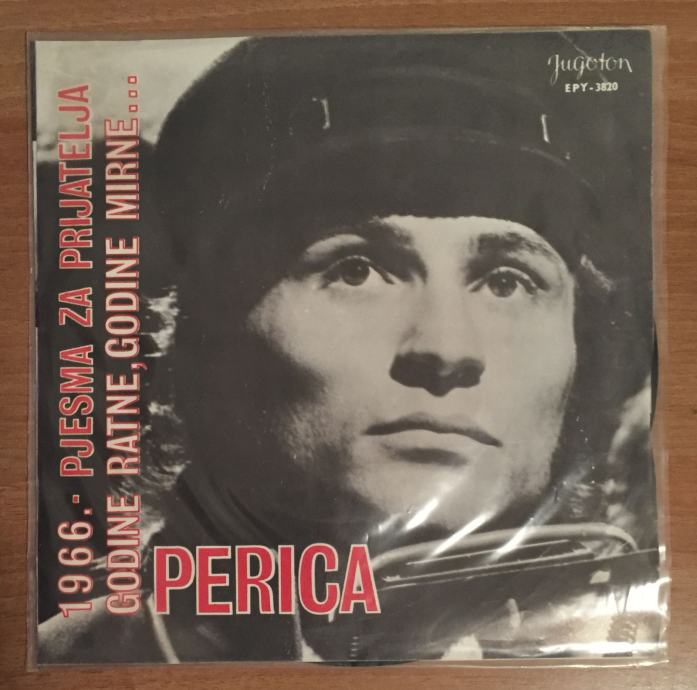 Jugoton
EPY-3820
1966.- PJESMA ZA PRIJATELJA
GODINE RATNE, GODINE MIRNE...
PERICA